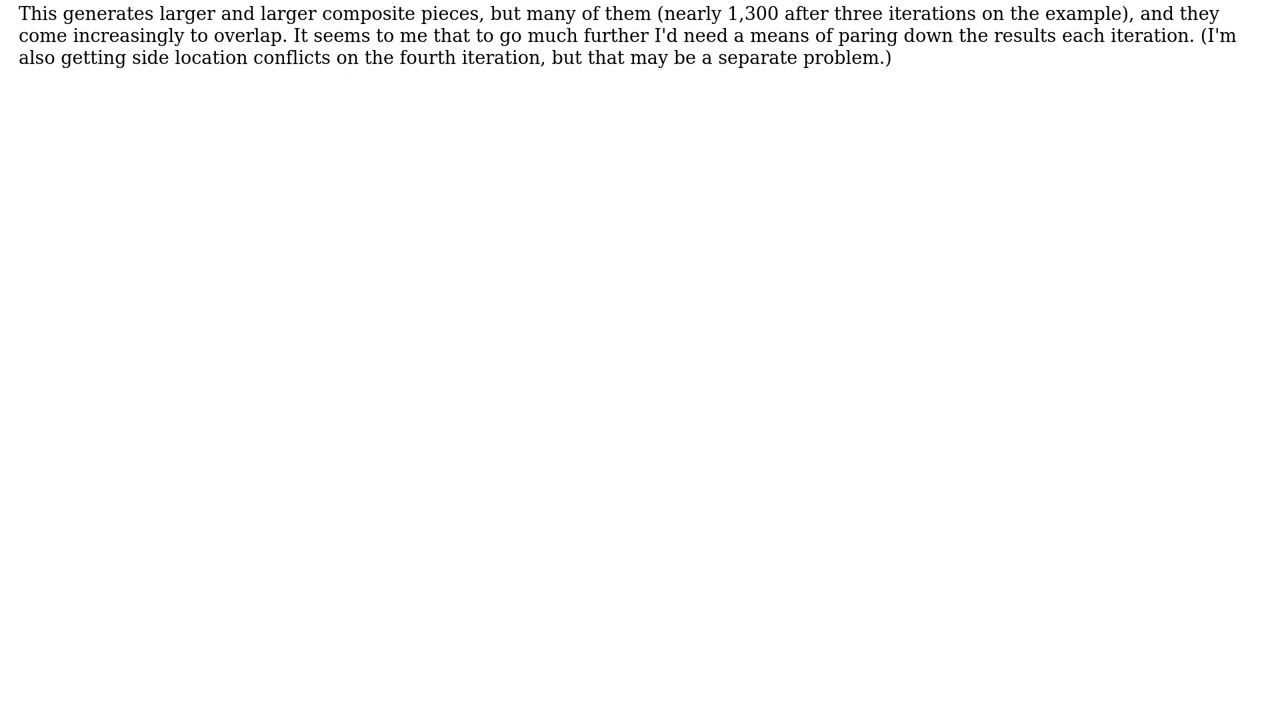 This generates larger and larger composite pieces, but many of them (nearly 1,300 after three iterations on the example), and they
come increasingly to overlap. It seems to me that to go much further I'd need a means of paring down the results each iteration. (I'm
also getting side location conflicts on the fourth iteration, but that may be a separate problem.)